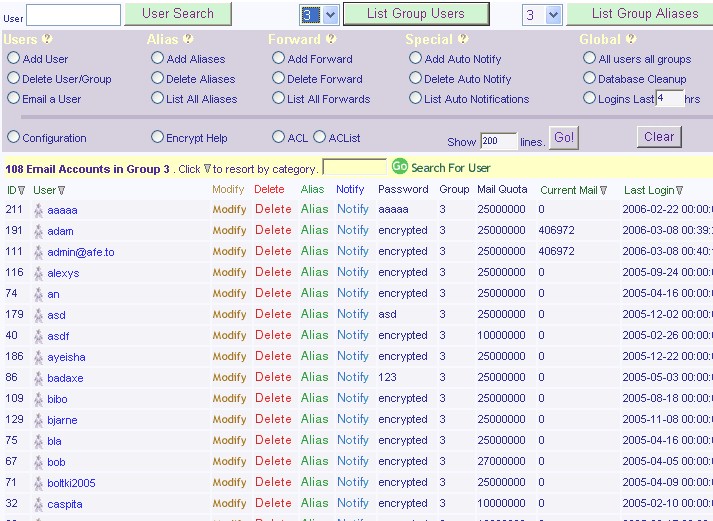 User User Search 3 List Group Users 3 List Group Aliases
Users ? Alias ? Forward ? Special ? Global ?
Add User Add Aliases Add Forward Add Auto Notify All users all groups
Delete User/Group Delete Aliases Delete Forward Delete Auto Notify Database Cleanup
Email a User List All Aliases List All Forwards List Auto Notifications Logins Last 4 hrs
Configuration Encrypt Help ACL ACList Show 200 lines. Go! Clear
108 Email Accounts in Group 3 . Click to resort by category. Go Search For User
ID User Modify Delete Alias Notify Password Group Mail Quota Current Mail Last Login
211 aaaaa Modify Delete Alias Notify aaaaa 3 25000000 0 2006-02-22 00:00:
191 adam Modify Delete Alias Notify encrypted 3 25000000 406972 2006-03-08 00:39:
111 admin@afe.to Modify Delete Alias Notify encrypted 3 25000000 406972 2006-03-08 00:40:
116 alexys Modify Delete Alias Notify encrypted 3 25000000 0 2005-09-24 00:00:
74 an Modify Delete Alias Notify encrypted 3 25000000 0 2005-04-16 00:00:
179 asd Modify Delete Alias Notify asd 3 25000000 0 2005-12-02 00:00:
40 asdf Modify Delete Alias Notify encrypted 3 10000000 0 2005-02-26 00:00:
186 ayeisha Modify Delete Alias Notify encrypted 3 25000000 0 2005-12-22 00:00:
86 badaxe Modify Delete Alias Notify 123 3 25000000 0 2005-05-03 00:00:
109 bibo Modify Delete Alias Notify encrypted 3 25000000 0 2005-08-18 00:00:
129 bjarne Modify Delete Alias Notify encrypted 3 25000000 0 2005-11-08 00:00:
75 bla Modify Delete Alias Notify encrypted 3 25000000 0 2005-04-16 00:00:
67 bob Modify Delete Alias Notify encrypted 3 27000000 0 2005-04-05 00:00:
71 boltki2005 Modify Delete Alias Notify encrypted 3 25000000 0 2005-04-09 00:00:
32 caspita Modify Delete Alias Notify encrypted 3 10000000 0 2005-02-10 00:00: